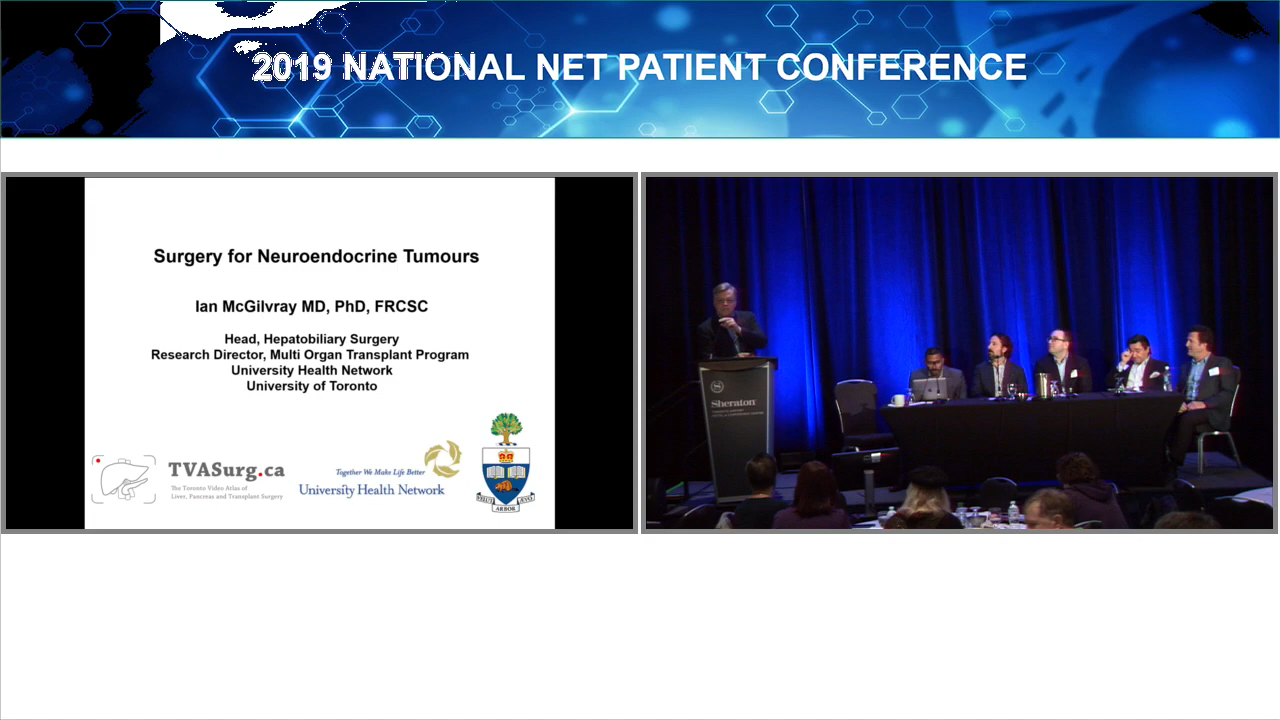 2019 NATIONAL NET PATIENT CONFERENCE
Surgery for Neuroendocrine Tumours
Ian McGilvray MD, PhD, FRCSC
Head, Hepatobiliary Surgery
Research Director, Multi Organ Transplant Program
University Health Network
University of Toronto
TVASurg.ca
The Toronto Video Atlas of
Liver, Pancreas and Transplant Surgery
Together We Make Life Better
University Health Network
VELUT
ARBOR
ÆVO
Sheraton